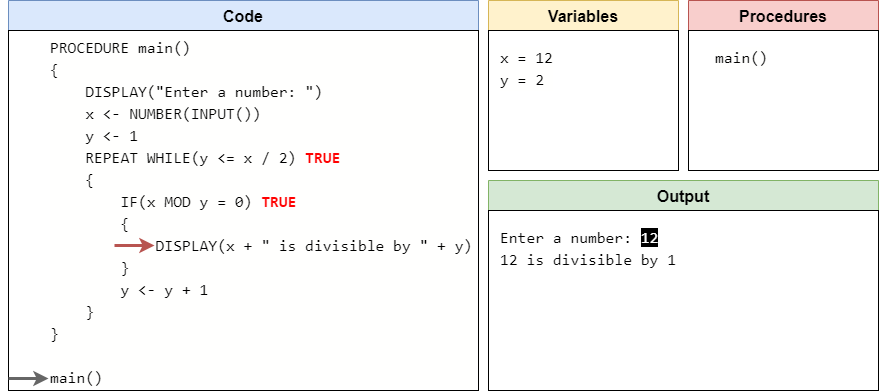 Code
PROCEDURE main()
{
DISPLAY("Enter a number: ")
x <- NUMBER(INPUT())
y <- 1
REPEAT WHILE(y <= x / 2) TRUE
{
IF(x MOD y = 0) TRUE
{
DISPLAY(x + " is divisible by " + y)
}
y <- y + 1
}
}
main()
Variables
x = 12
y = 2
Procedures
main()
Output
Enter a number: 12
12 is divisible by 1